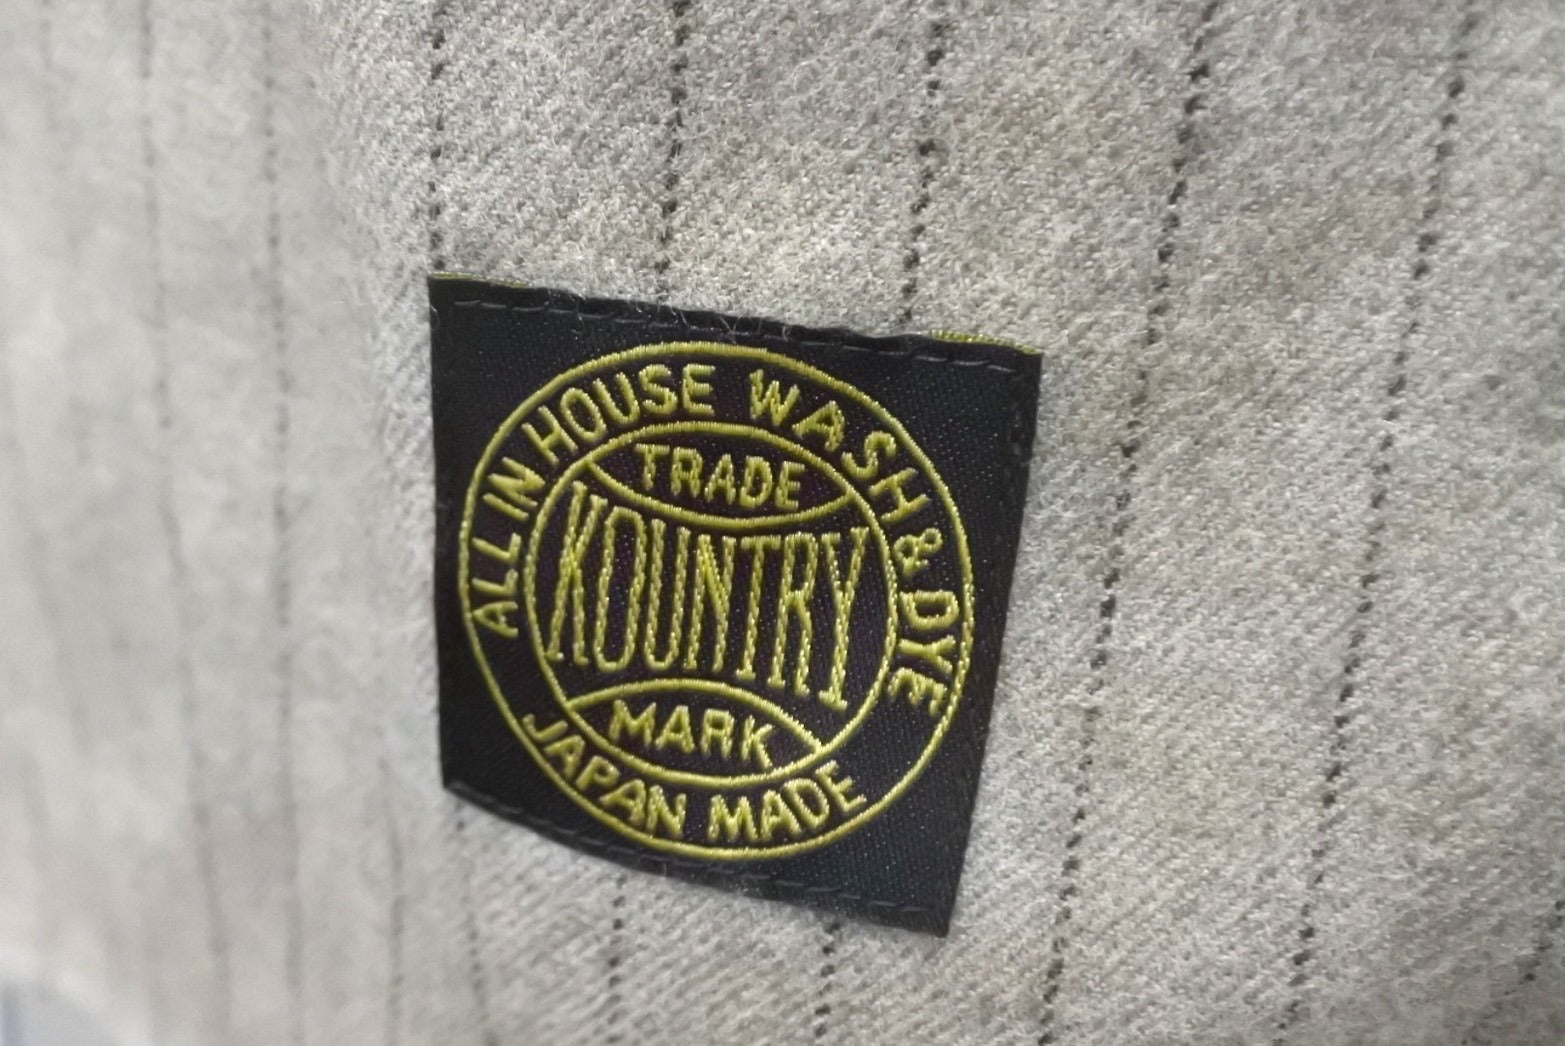 ALL IN HOUSE WASH & DYE
TRADE
KOUNTRY
MARK
JAPAN MADE